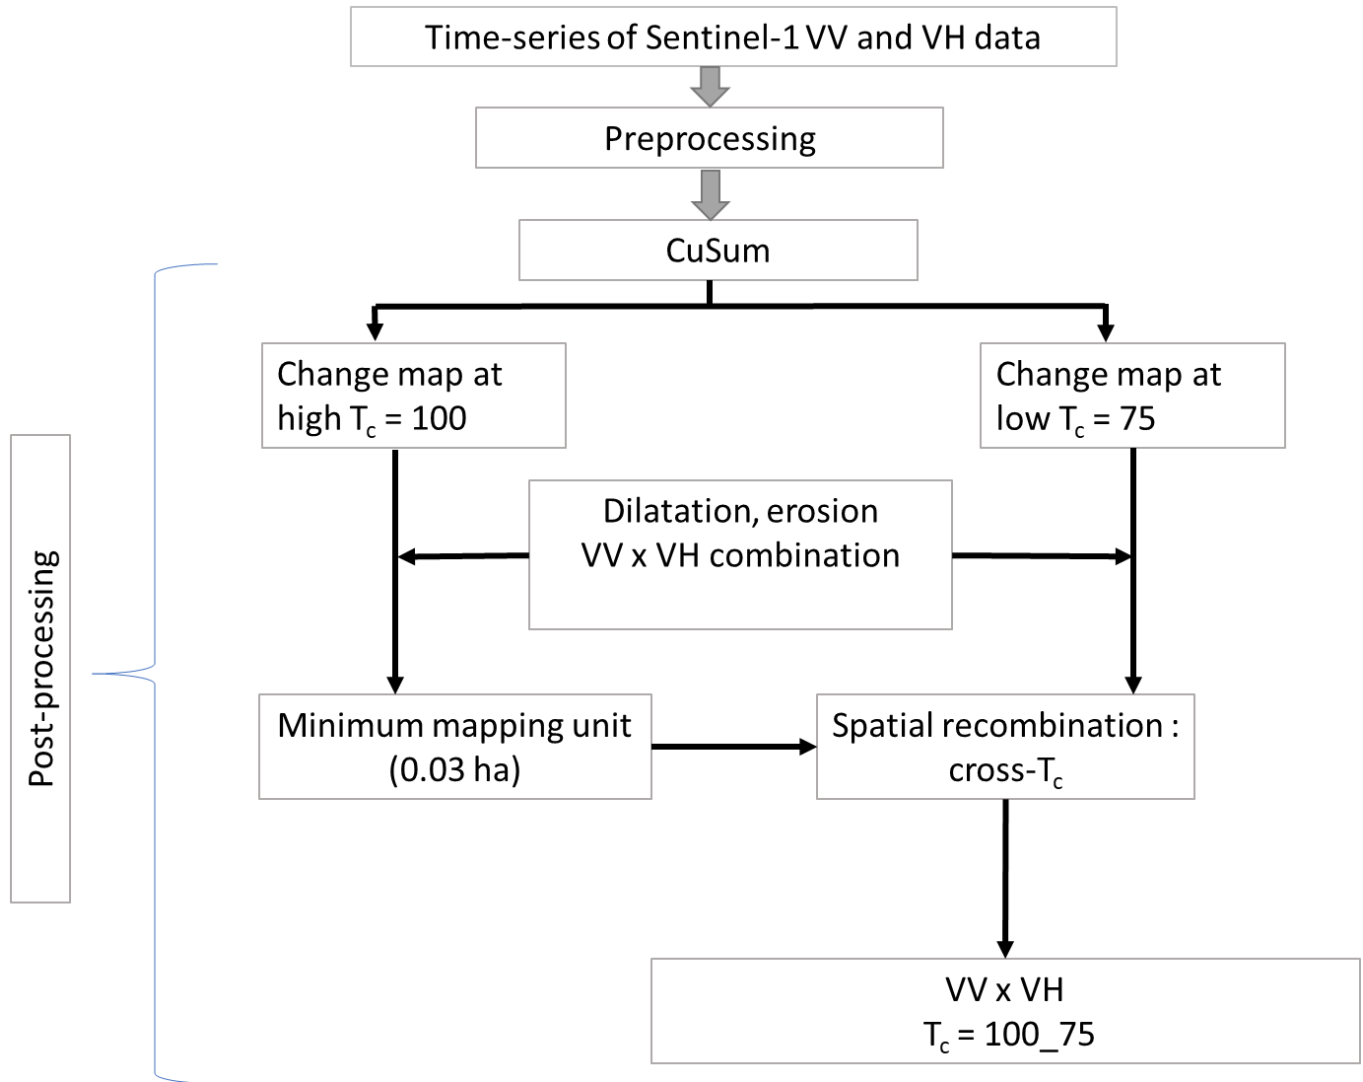 Time-series of Sentinel-1 VV and VH data
Preprocessing
CuSum
Change map at
high Tc = 100
Change map at
low Tc = 75
Dilatation, erosion
VV x VH combination
Post-processing
Minimum mapping unit
(0.03 ha)
Spatial recombination :
cross-Tc
VV x VH
Tc = 100_75